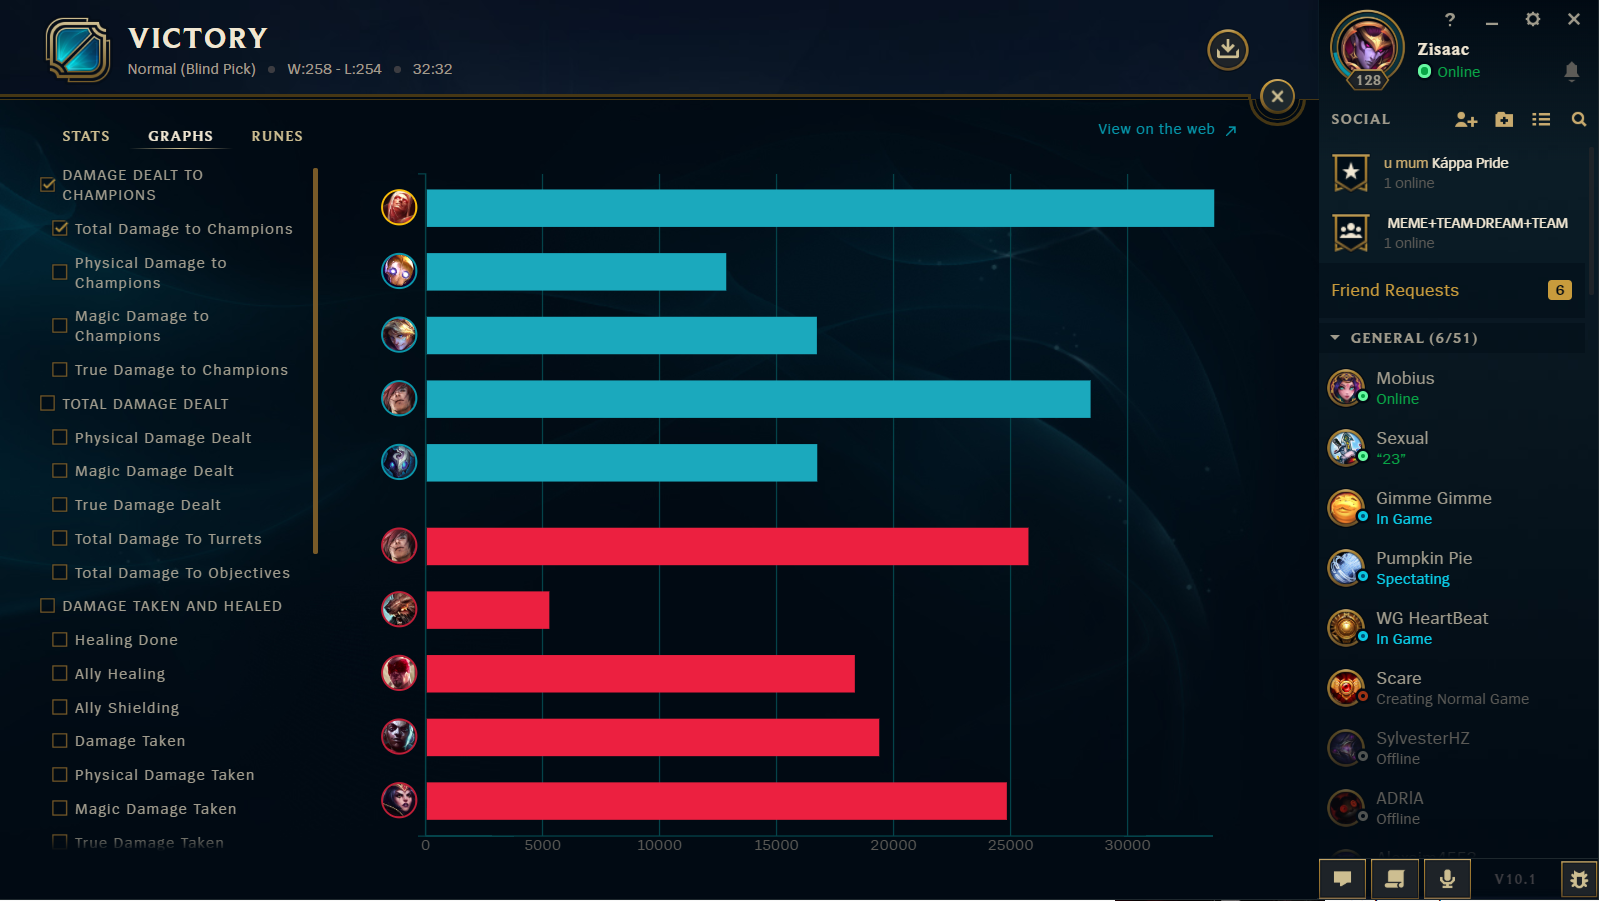 VICTORY
Normal (Blind Pick) • W:258 - L:254 • 32:32
STATS
GRAPHS
RUNES
View on the web
DAMAGE DEALT TO
CHAMPIONS
Total Damage to Champions
Physical Damage to
Champions
Magic Damage to
Champions
True Damage to Champions
TOTAL DAMAGE DEALT
Physical Damage Dealt
Magic Damage Dealt
True Damage Dealt
Total Damage To Turrets
Total Damage To Objectives
DAMAGE TAKEN AND HEALED
Healing Done
Ally Healing
Ally Shielding
Damage Taken
Physical Damage Taken
Magic Damage Taken
True Damage Taken
0
5000
10000
15000
20000
25000
30000
?
128
Zisaac
Online
SOCIAL
u mum Káppa Pride
1 online
MEME+TEAM-DREAM+TEAM
1 online
Friend Requests
6
GENERAL (6/51)
Mobius
Online
Sexual
“23”
Gimme Gimme
In Game
Pumpkin Pie
Spectating
WG HeartBeat
In Game
Scare
Creating Normal Game
SylvesterHZ
Offline
ADRlA
Offline
V10.1